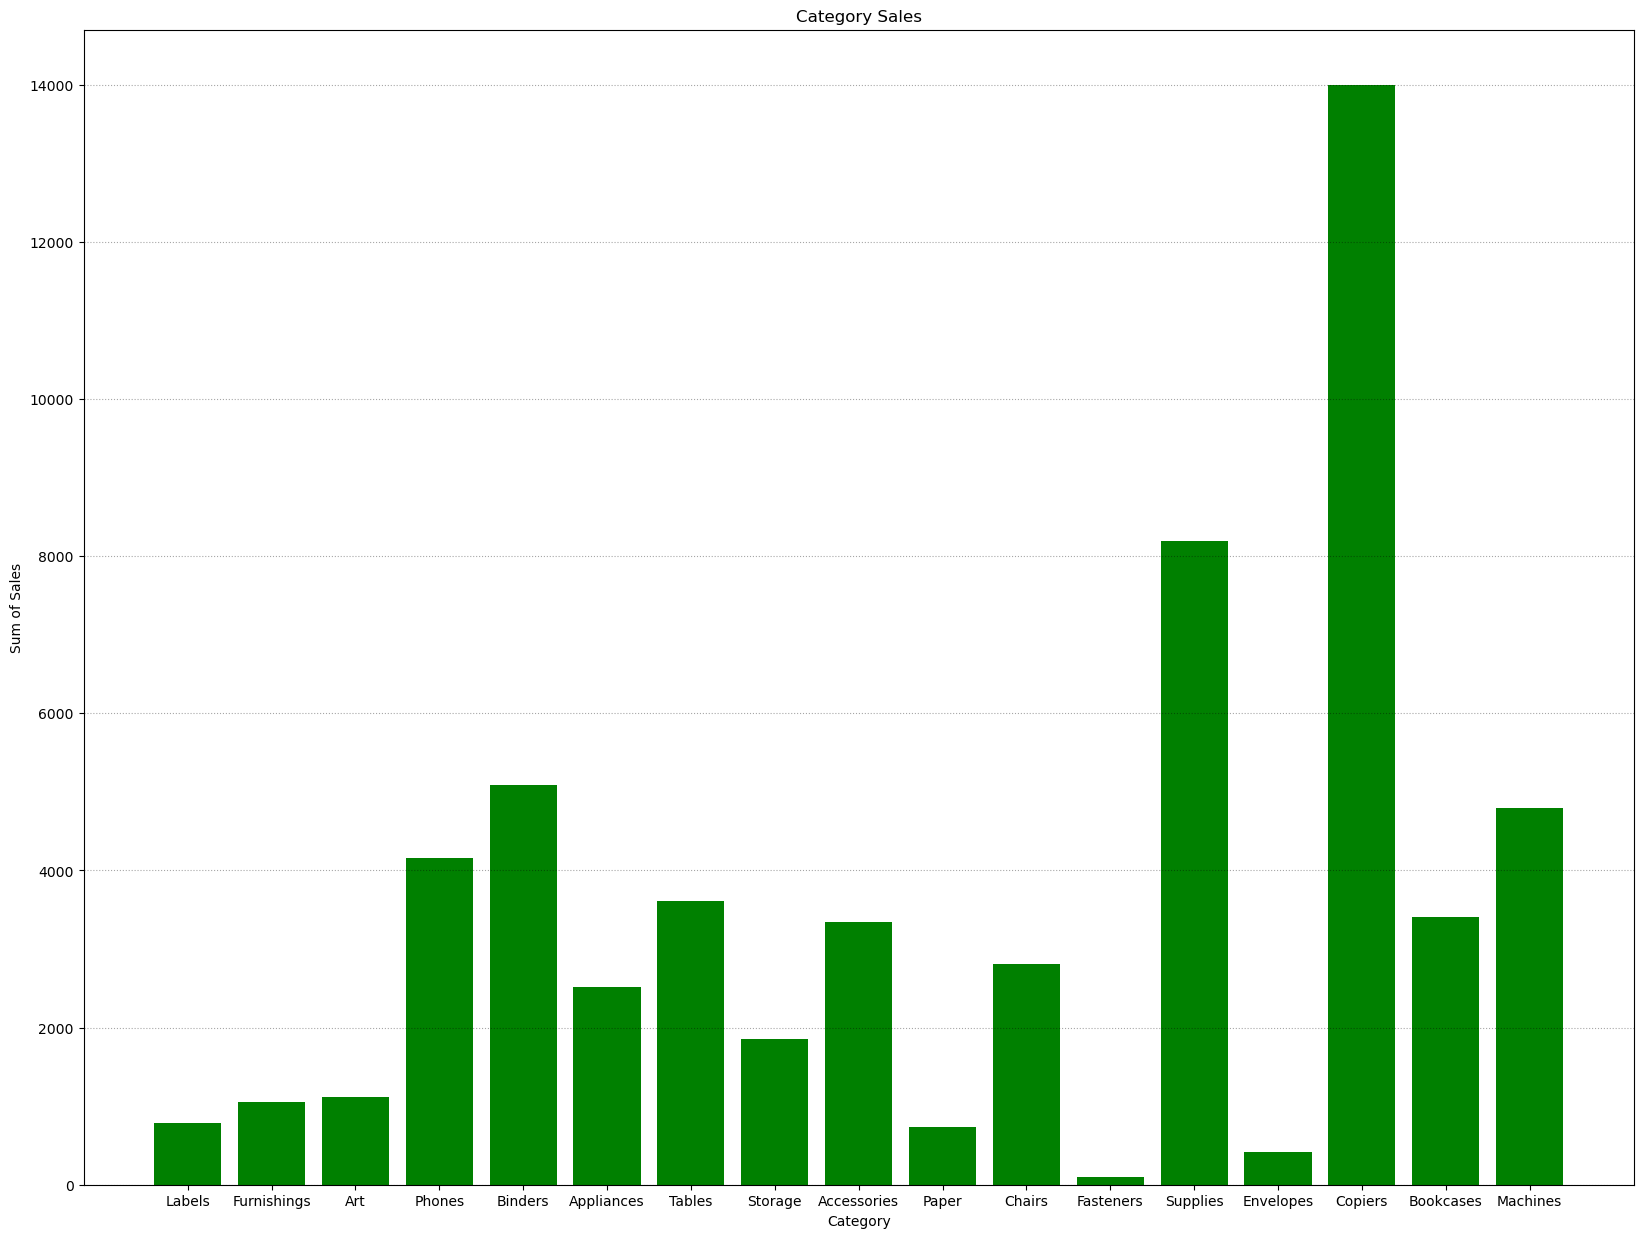 Category Sales
14000
12000
10000
8000
6000
4000
2000
0
Sum of Sales
Labels Furnishings Art Phones Binders Appliances Tables Storage Accessories Paper Chairs Fasteners Supplies Envelopes Copiers Bookcases Machines
Category